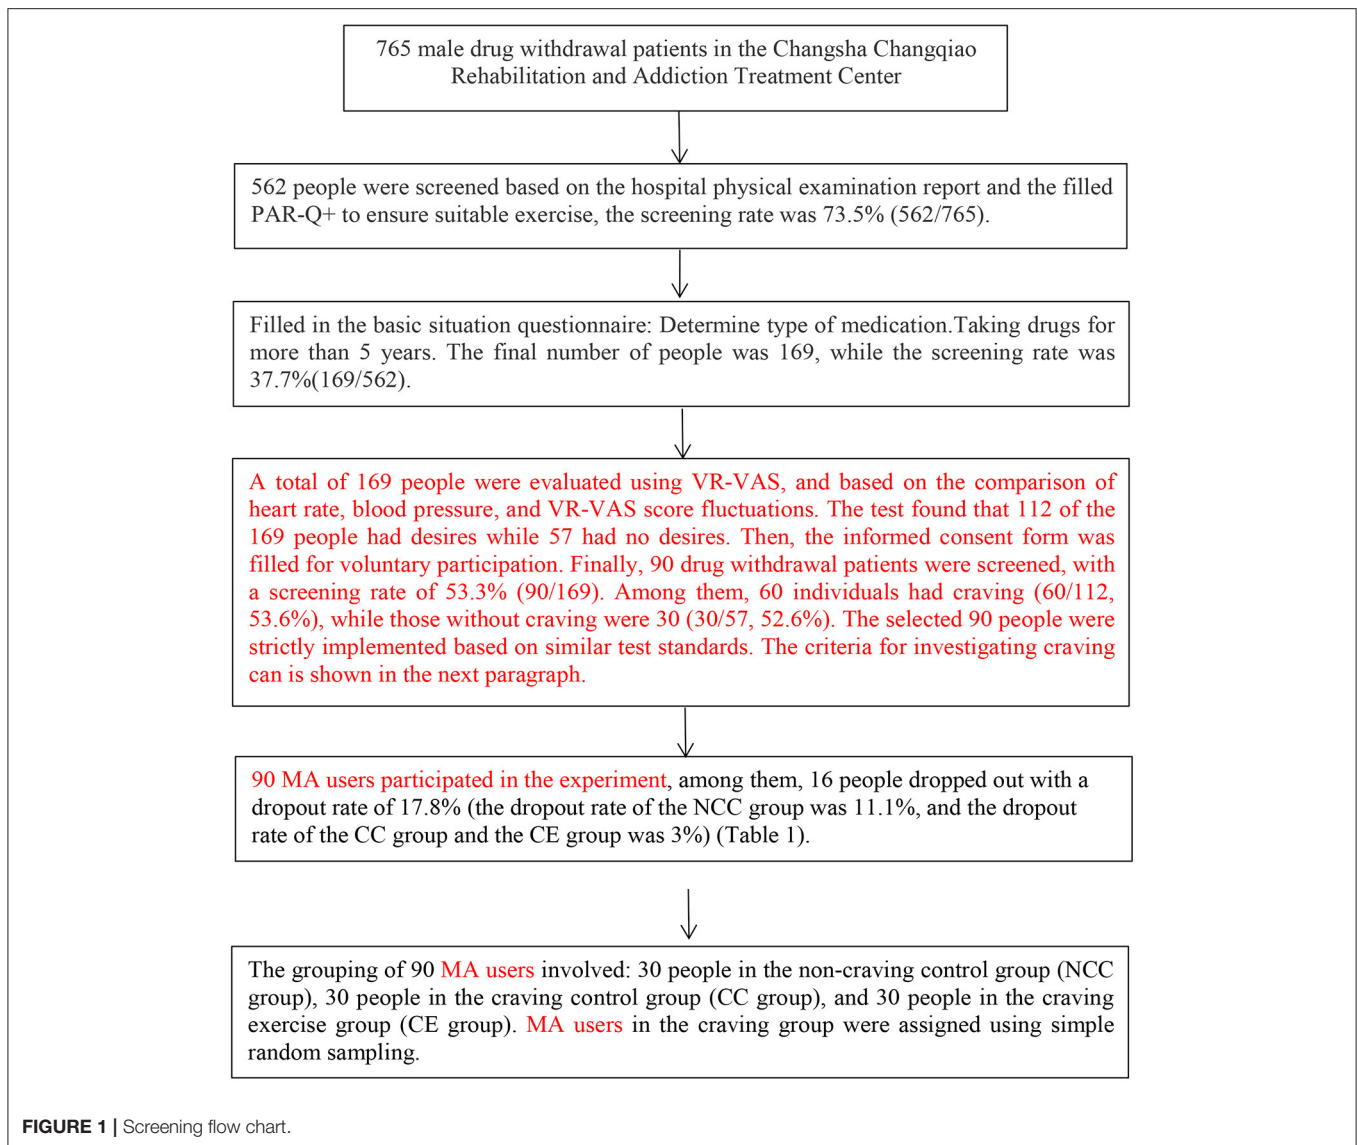 765 male drug withdrawal patients in the Changsha Changqiao
Rehabilitation and Addiction Treatment Center
562 people were screened based on the hospital physical examination report and the filled
PAR-Q+ to ensure suitable exercise, the screening rate was 73.5% (562/765).
Filled in the basic situation questionnaire: Determine type of medication.Taking drugs for
more than 5 years. The final number of people was 169, while the screening rate was
37.7%(169/562).
A total of 169 people were evaluated using VR-VAS, and based on the comparison of
heart rate, blood pressure, and VR-VAS score fluctuations. The test found that 112 of the
169 people had desires while 57 had no desires. Then, the informed consent form was
filled for voluntary participation. Finally, 90 drug withdrawal patients were screened, with
a screening rate of 53.3% (90/169). Among them, 60 individuals had craving (60/112,
53.6%), while those without craving were 30 (30/57, 52.6%). The selected 90 people were
strictly implemented based on similar test standards. The criteria for investigating craving
can is shown in the next paragraph.
90 MA users participated in the experiment, among them, 16 people dropped out with a
dropout rate of 17.8% (the dropout rate of the NCC group was 11.1%, and the dropout
rate of the CC group and the CE group was 3%) (Table 1).
The grouping of 90 MA users involved: 30 people in the non-craving control group (NCC
group), 30 people in the craving control group (CC group), and 30 people in the craving
exercise group (CE group). MA users in the craving group were assigned using simple
random sampling.
FIGURE 1 | Screening flow chart.